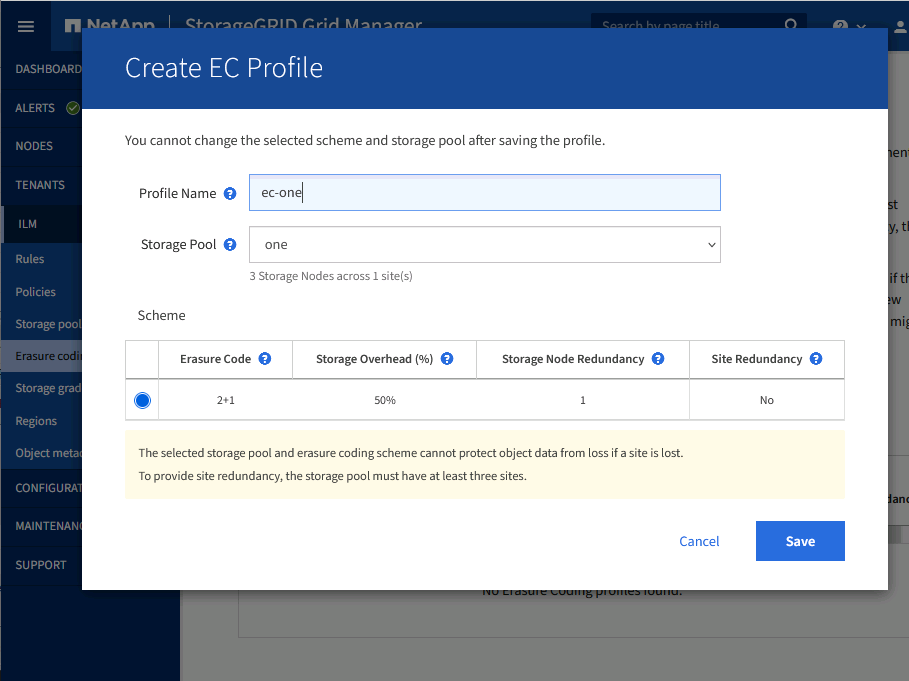 NetApp | StorageGRID Grid Manager
Search by page title
Create EC Profile
DASHBOARD
ALERTS
NODES
TENANTS
ILM
Rules
Policies
Storage pool
Erasure codin
Storage grad
Regions
Object metad
CONFIGURAT
MAINTENANC
SUPPORT
You cannot change the selected scheme and storage pool after saving the profile.
Profile Name ? ec-one
Storage Pool ? one
3 Storage Nodes across 1 site(s)
Scheme
Erasure Code ? Storage Overhead (%) ? Storage Node Redundancy ? Site Redundancy ?
2+1 50% 1 No
The selected storage pool and erasure coding scheme cannot protect object data from loss if a site is lost.
To provide site redundancy, the storage pool must have at least three sites.
Cancel Save
No Erasure Coding profiles found.